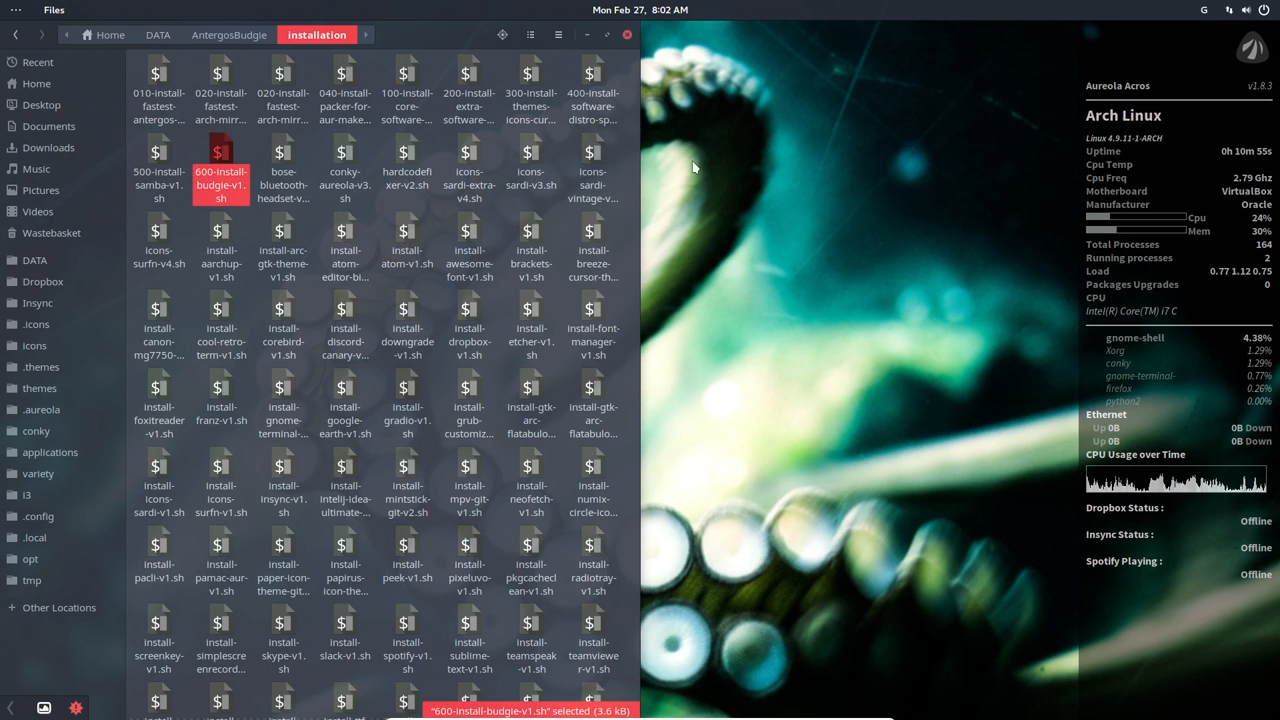 Files
Mon Feb 27,  8:02 AM
G
Home
DATA
AntergosBudgie
installation
Recent
Home
Desktop
Documents
Downloads
Music
Pictures
Videos
Wastebasket
DATA
Dropbox
Insync
.icons
icons
.themes
themes
.aureola
conky
applications
variety
i3
.config
.local
opt
tmp
Other Locations
010-install-
fastest-
antergos-...
020-install-
fastest-
arch-mirr...
020-install-
fastest-
arch-mirr...
040-install-
packer-for-
aur-make...
100-install-
core-
software-...
200-install-
extra-
software-...
300-install-
themes-
icons-cur...
400-install-
software-
distro-sp...
500-install-
samba-v1.
sh
600-install-
budgie-v1.
sh
bose-
bluetooth-
headset-v...
conky-
aureola-v3.
sh
hardcodefi
xer-v2.sh
icons-
sardi-extra-
v4.sh
icons-
sardi-v3.sh
icons-
sardi-
vintage-v...
icons-
surfn-v4.sh
install-
aarchup-
v1.sh
install-arc-
gtk-theme-
v1.sh
install-
atom-
editor-bi...
install-
atom-v1.sh
install-
awesome-
font-v1.sh
install-
brackets-
v1.sh
install-
breeze-
cursor-th...
install-
canon-
mg7750-...
install-
cool-retro-
term-v1.sh
install-
corebird-
v1.sh
install-
discord-
canary-v...
install-
downgrade
-v1.sh
install-
dropbox-
v1.sh
install-
etcher-v1.
sh
install-font-
manager-
v1.sh
install-
foxitreader
-v1.sh
install-
franz-v1.sh
install-
gnome-
terminal-...
install-
google-
earth-v1.sh
install-
gradio-v1.
sh
install-
grub-
customiz...
install-gtk-
arc-
flatabulo...
install-gtk-
arc-
flatabulo...
install-
icons-
sardi-v1.sh
install-
icons-
surfn-v1.sh
install-
insync-v1.
sh
install-
intelij-idea-
ultimate-...
install-
mintstick-
git-v2.sh
install-
mpv-git-
v1.sh
install-
neofetch-
v1.sh
install-
numix-
circle-ico...
install-
pacli-v1.sh
install-
pamac-aur-
v1.sh
install-
paper-icon-
theme-git...
install-
papirus-
icon-the...
install-
peek-v1.sh
install-
pixeluvo-
v1.sh
install-
pkgcachecl
ean-v1.sh
install-
radiotray-
v1.sh
install-
screenkey-
v1.sh
install-
simplescre
enrecord...
install-
skype-v1.
sh
install-
slack-v1.sh
install-
spotify-v1.
sh
install-
sublime-
text-v1.sh
install-
teamspeak
-v1.sh
install-
teamviewe
r-v1.sh
"600-install-budgie-v1.sh" selected (3.6 kB)
Aureola Acros v1.8.3
Arch Linux
Linux 4.9.11-1-ARCH
Uptime 0h 10m 55s
Cpu Temp
Cpu Freq 2.79 Ghz
Motherboard VirtualBox
Manufacturer Oracle
Cpu 24%
Mem 30%
Total Processes 164
Running processes 2
Load 0.77 1.12 0.75
Packages Upgrades 0
CPU
Intel(R) Core(TM) i7 C
gnome-shell 4.38%
Xorg 1.29%
conky 1.29%
gnome-terminal- 0.77%
firefox 0.26%
python2 0.00%
Ethernet
Up 0B 0B Down
Up 0B 0B Down
CPU Usage over Time
Dropbox Status :
Offline
Insync Status :
Offline
Spotify Playing :
Offline